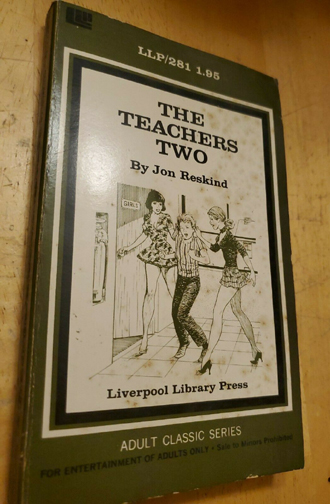 LLP
LLP/281 1.95
THE
TEACHERS
TWO
By Jon Reskind
GIRLS
Liverpool Library Press
ADULT CLASSIC SERIES
FOR ENTERTAINMENT OF ADULTS ONLY • Sale to Minors Prohibited